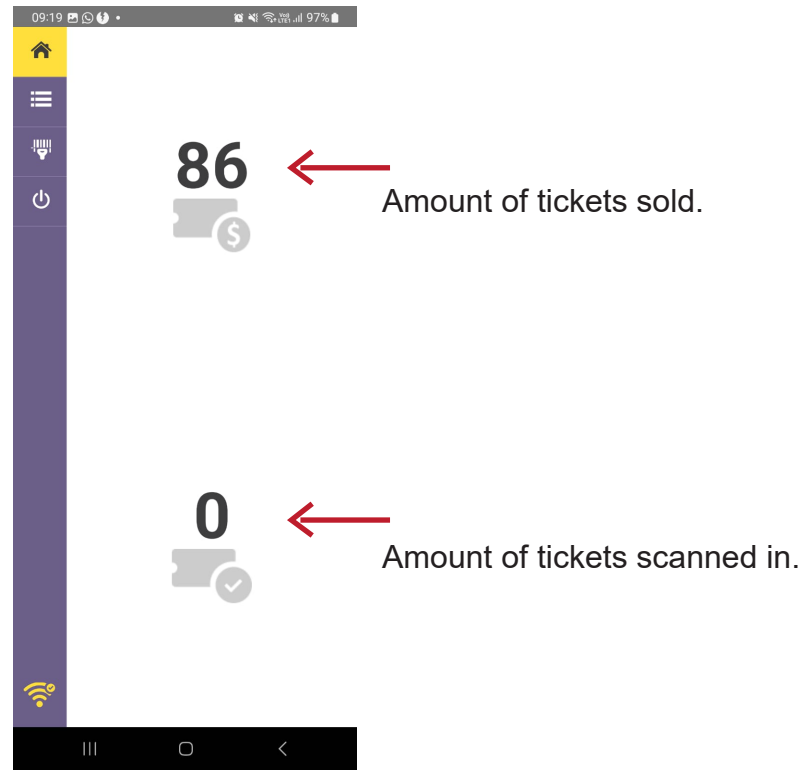 09:19 97%
86
Amount of tickets sold.
0
Amount of tickets scanned in.